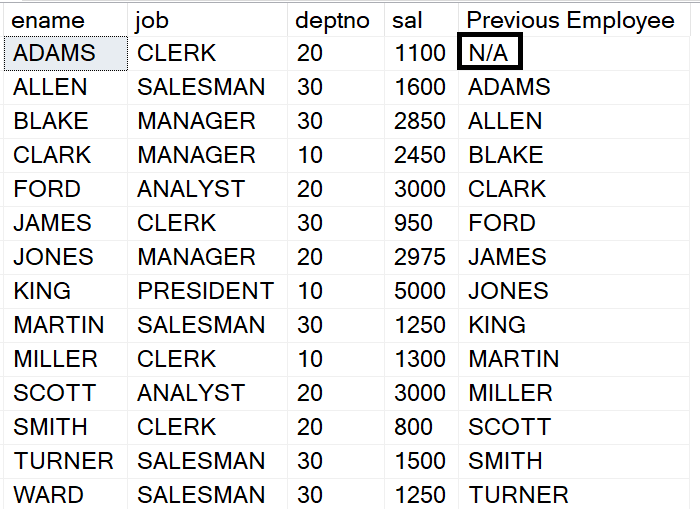 ename job deptno sal Previous Employee
ADAMS CLERK 20 1100 N/A
ALLEN SALESMAN 30 1600 ADAMS
BLAKE MANAGER 30 2850 ALLEN
CLARK MANAGER 10 2450 BLAKE
FORD ANALYST 20 3000 CLARK
JAMES CLERK 30 950 FORD
JONES MANAGER 20 2975 JAMES
KING PRESIDENT 10 5000 JONES
MARTIN SALESMAN 30 1250 KING
MILLER CLERK 10 1300 MARTIN
SCOTT ANALYST 20 3000 MILLER
SMITH CLERK 20 800 SCOTT
TURNER SALESMAN 30 1500 SMITH
WARD SALESMAN 30 1250 TURNER